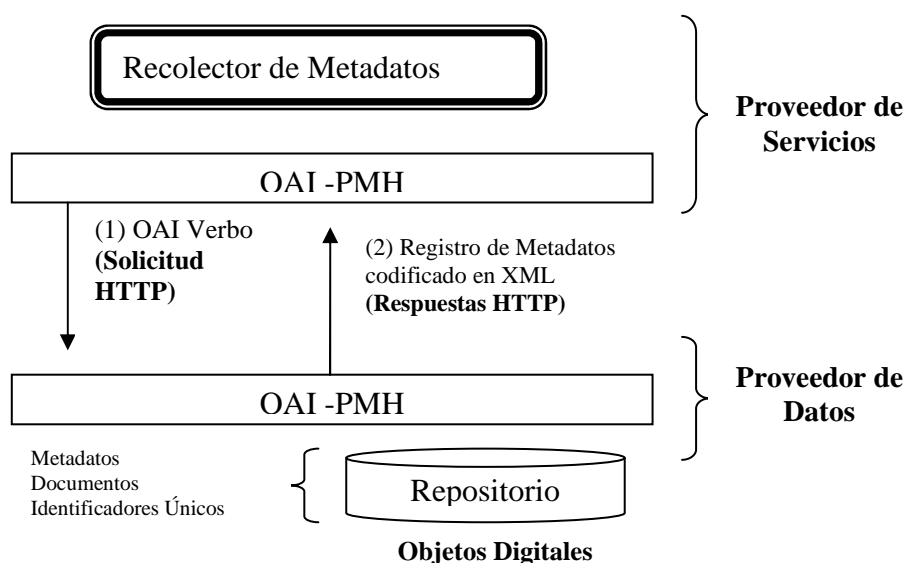 Recolector de Metadatos
Proveedor de
Servicios
OAI -PMH
(1) OAI Verbo
(Solicitud
HTTP)
(2) Registro de Metadatos
codificado en XML
(Respuestas HTTP)
OAI -PMH
Proveedor de
Datos
Metadatos
Documentos
Identificadores Únicos
Repositorio
Objetos Digitales